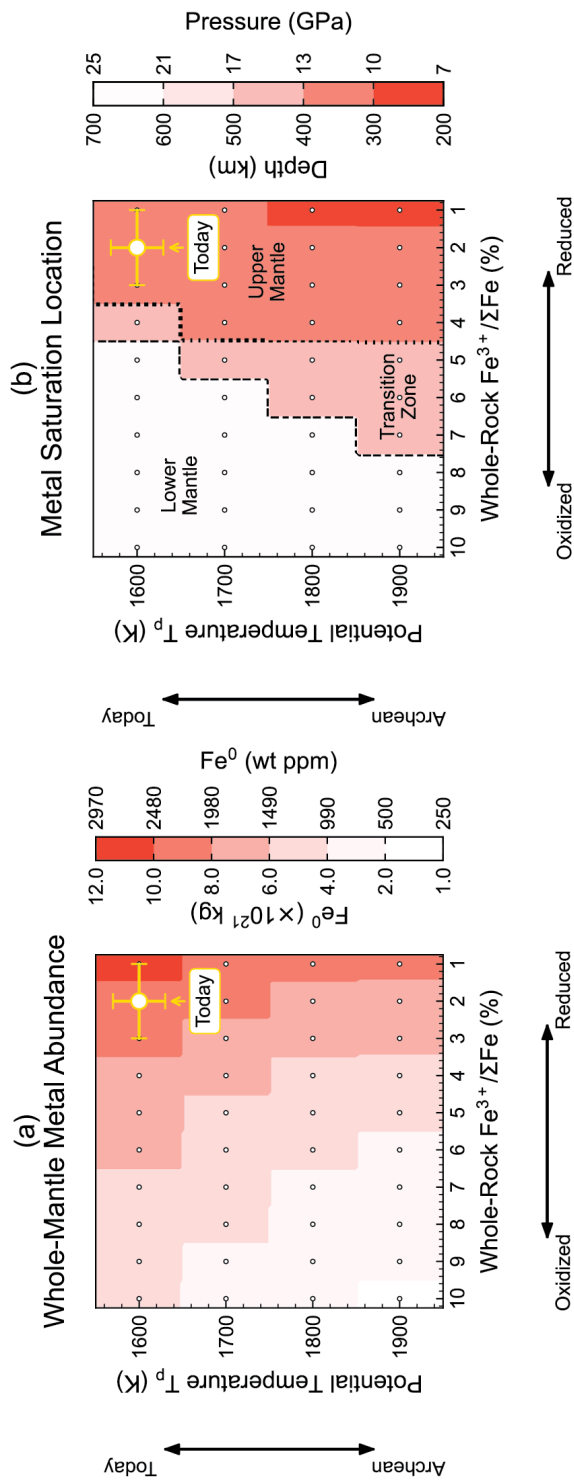 (a)
Whole-Mantle Metal Abundance
Today
Archean
Potential Temperature Tp (K)
1600
1700
1800
1900
Today
10 9 8 7 6 5 4 3 2 1
Whole-Rock Fe³⁺/ΣFe (%)
Oxidized
Reduced
Fe⁰ (×10²¹ kg)
12.0
10.0
8.0
6.0
4.0
2.0
1.0
Fe⁰ (wt ppm)
2970
2480
1980
1490
990
500
250
(b)
Metal Saturation Location
Today
Archean
Potential Temperature Tp (K)
1600
1700
1800
1900
Lower
Mantle
Transition
Zone
Upper
Mantle
Today
10 9 8 7 6 5 4 3 2 1
Whole-Rock Fe³⁺/ΣFe (%)
Oxidized
Reduced
Depth (km)
700
600
500
400
300
200
Pressure (GPa)
25
21
17
13
10
7